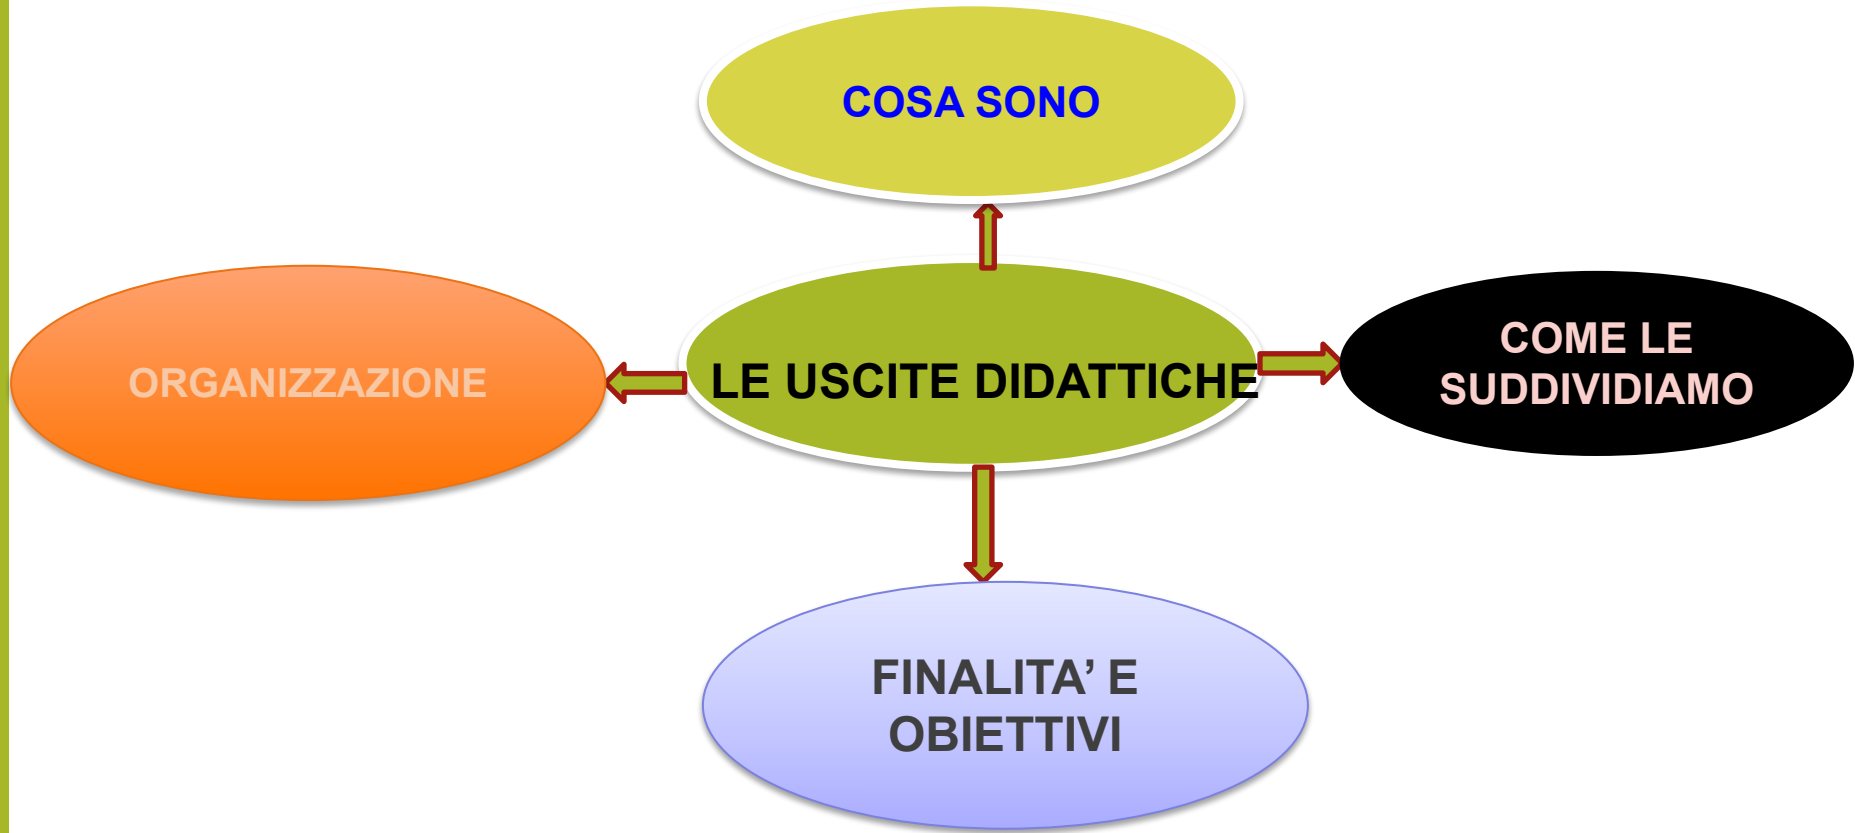 COSA SONO
ORGANIZZAZIONE
LE USCITE DIDATTICHE
COME LE
SUDDIVIDIAMO
FINALITA’ E
OBIETTIVI